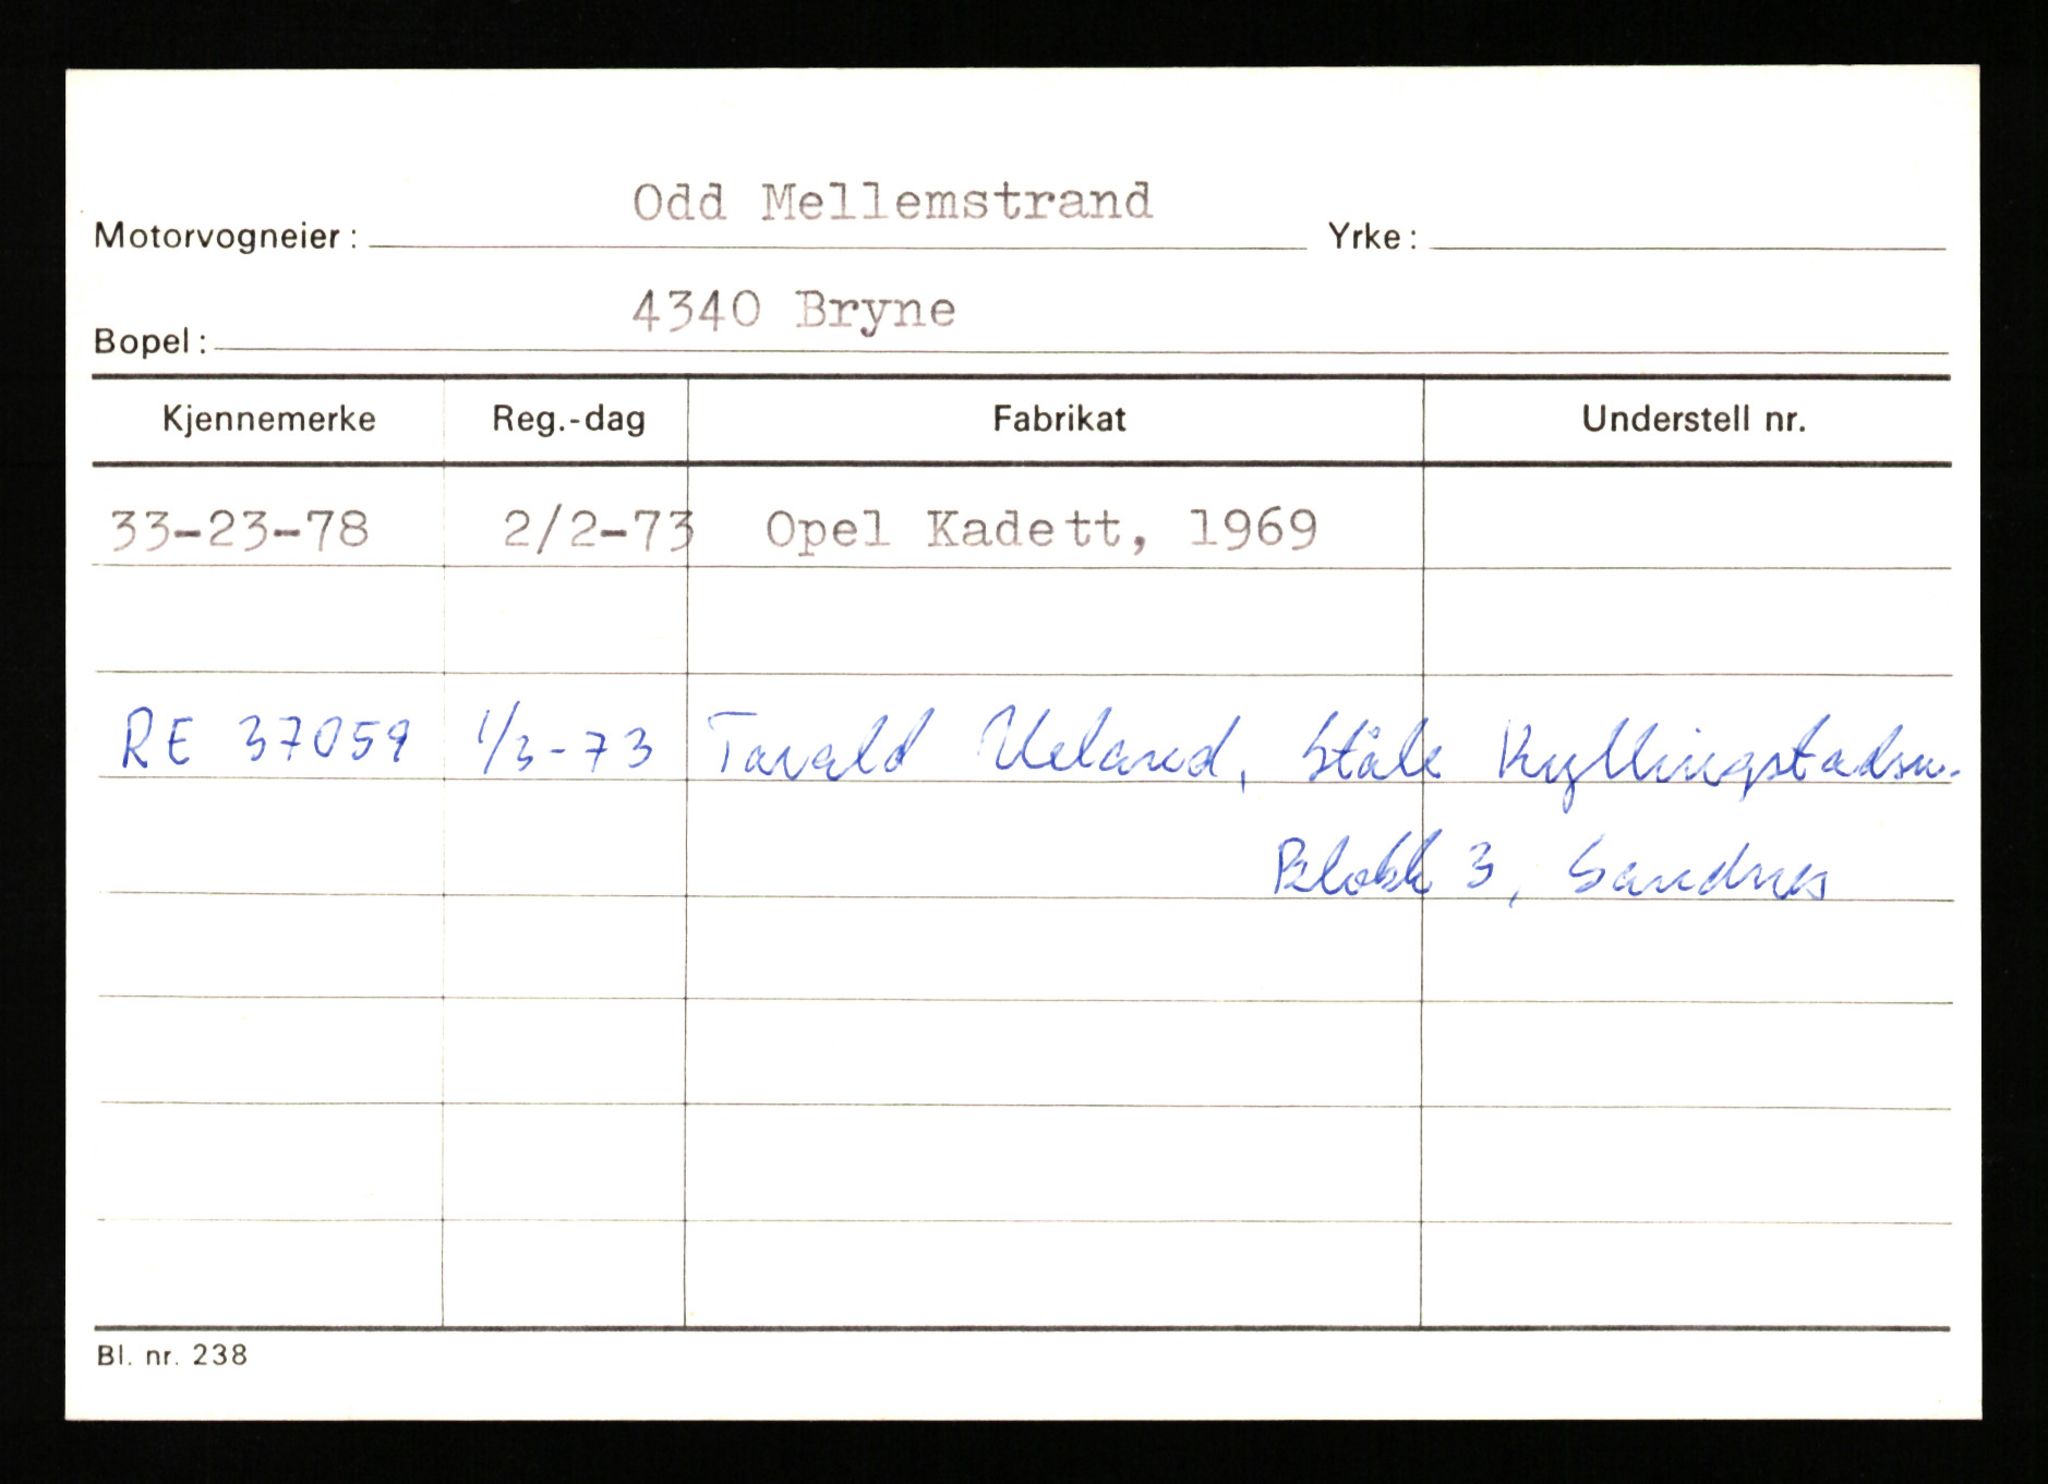 Odd Mellemstrand
Motorvogneier: Yrke:
4340 Bryne
Bopel:
Kjennemerke Reg.-dag Fabrikat Understell nr.
33-23-78 2/2-73 Opel Kadett, 1969
RE 37059 1/3-73 Tavald Ueland, Ståle Kyllingstadsv.
Blokk 3, Sandnes
Bl. nr. 238